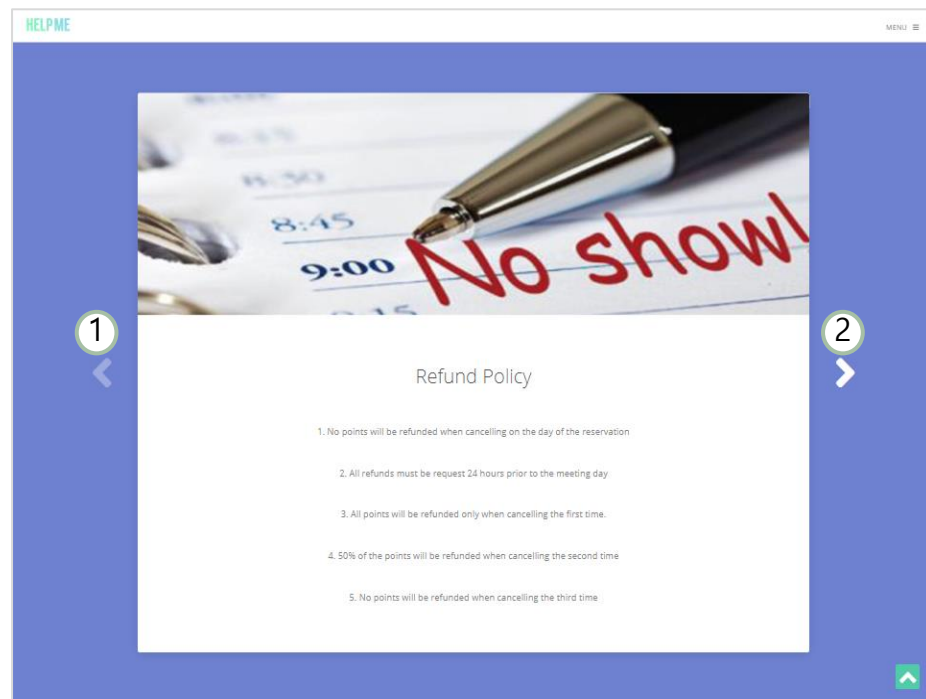 HELPME
MENU
8:30
8:45
9:00 No show!
1
2
Refund Policy
1. No points will be refunded when cancelling on the day of the reservation
2. All refunds must be request 24 hours prior to the meeting day
3. All points will be refunded only when cancelling the first time.
4. 50% of the points will be refunded when cancelling the second time
5. No points will be refunded when cancelling the third time